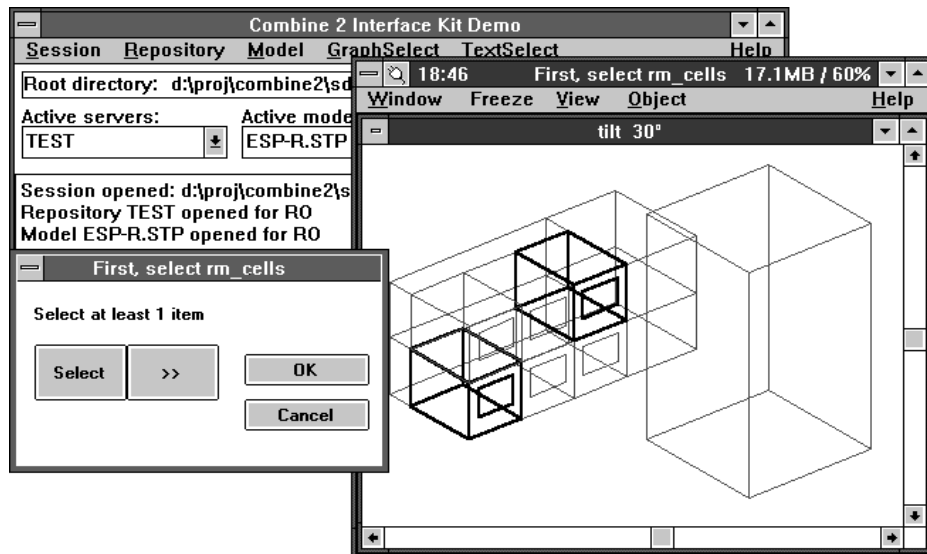 Combine 2 Interface Kit Demo
Session Repository Model GraphSelect TextSelect Help
Root directory: d:\proj\combine2\sd
Active servers: Active mode
TEST ESP-R.STP
Session opened: d:\proj\combine2\s
Repository TEST opened for RO
Model ESP-R.STP opened for RO
First, select rm_cells
Select at least 1 item
Select >> OK
Cancel
18:46 First, select rm_cells 17.1MB / 60%
Window Freeze View Object Help
tilt 30°